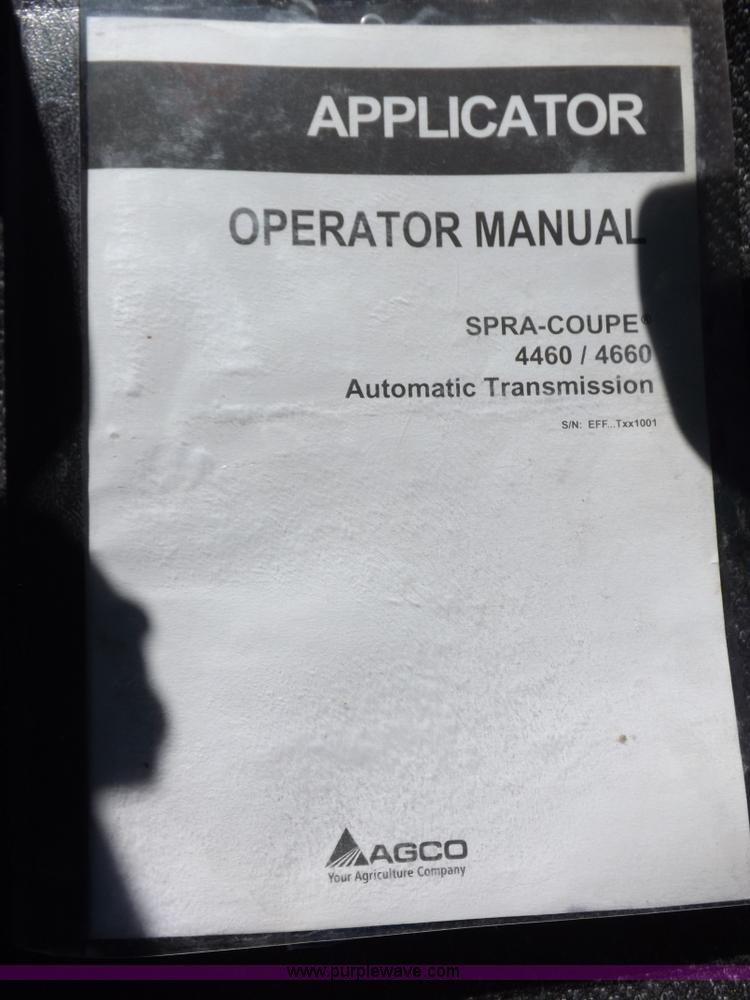 APPLICATOR
OPERATOR MANUAL
SPRA-COUPE®
4460 / 4660
Automatic Transmission
S/N: EFF...Txx1001
AGCO
Your Agriculture Company
www.purplewave.com